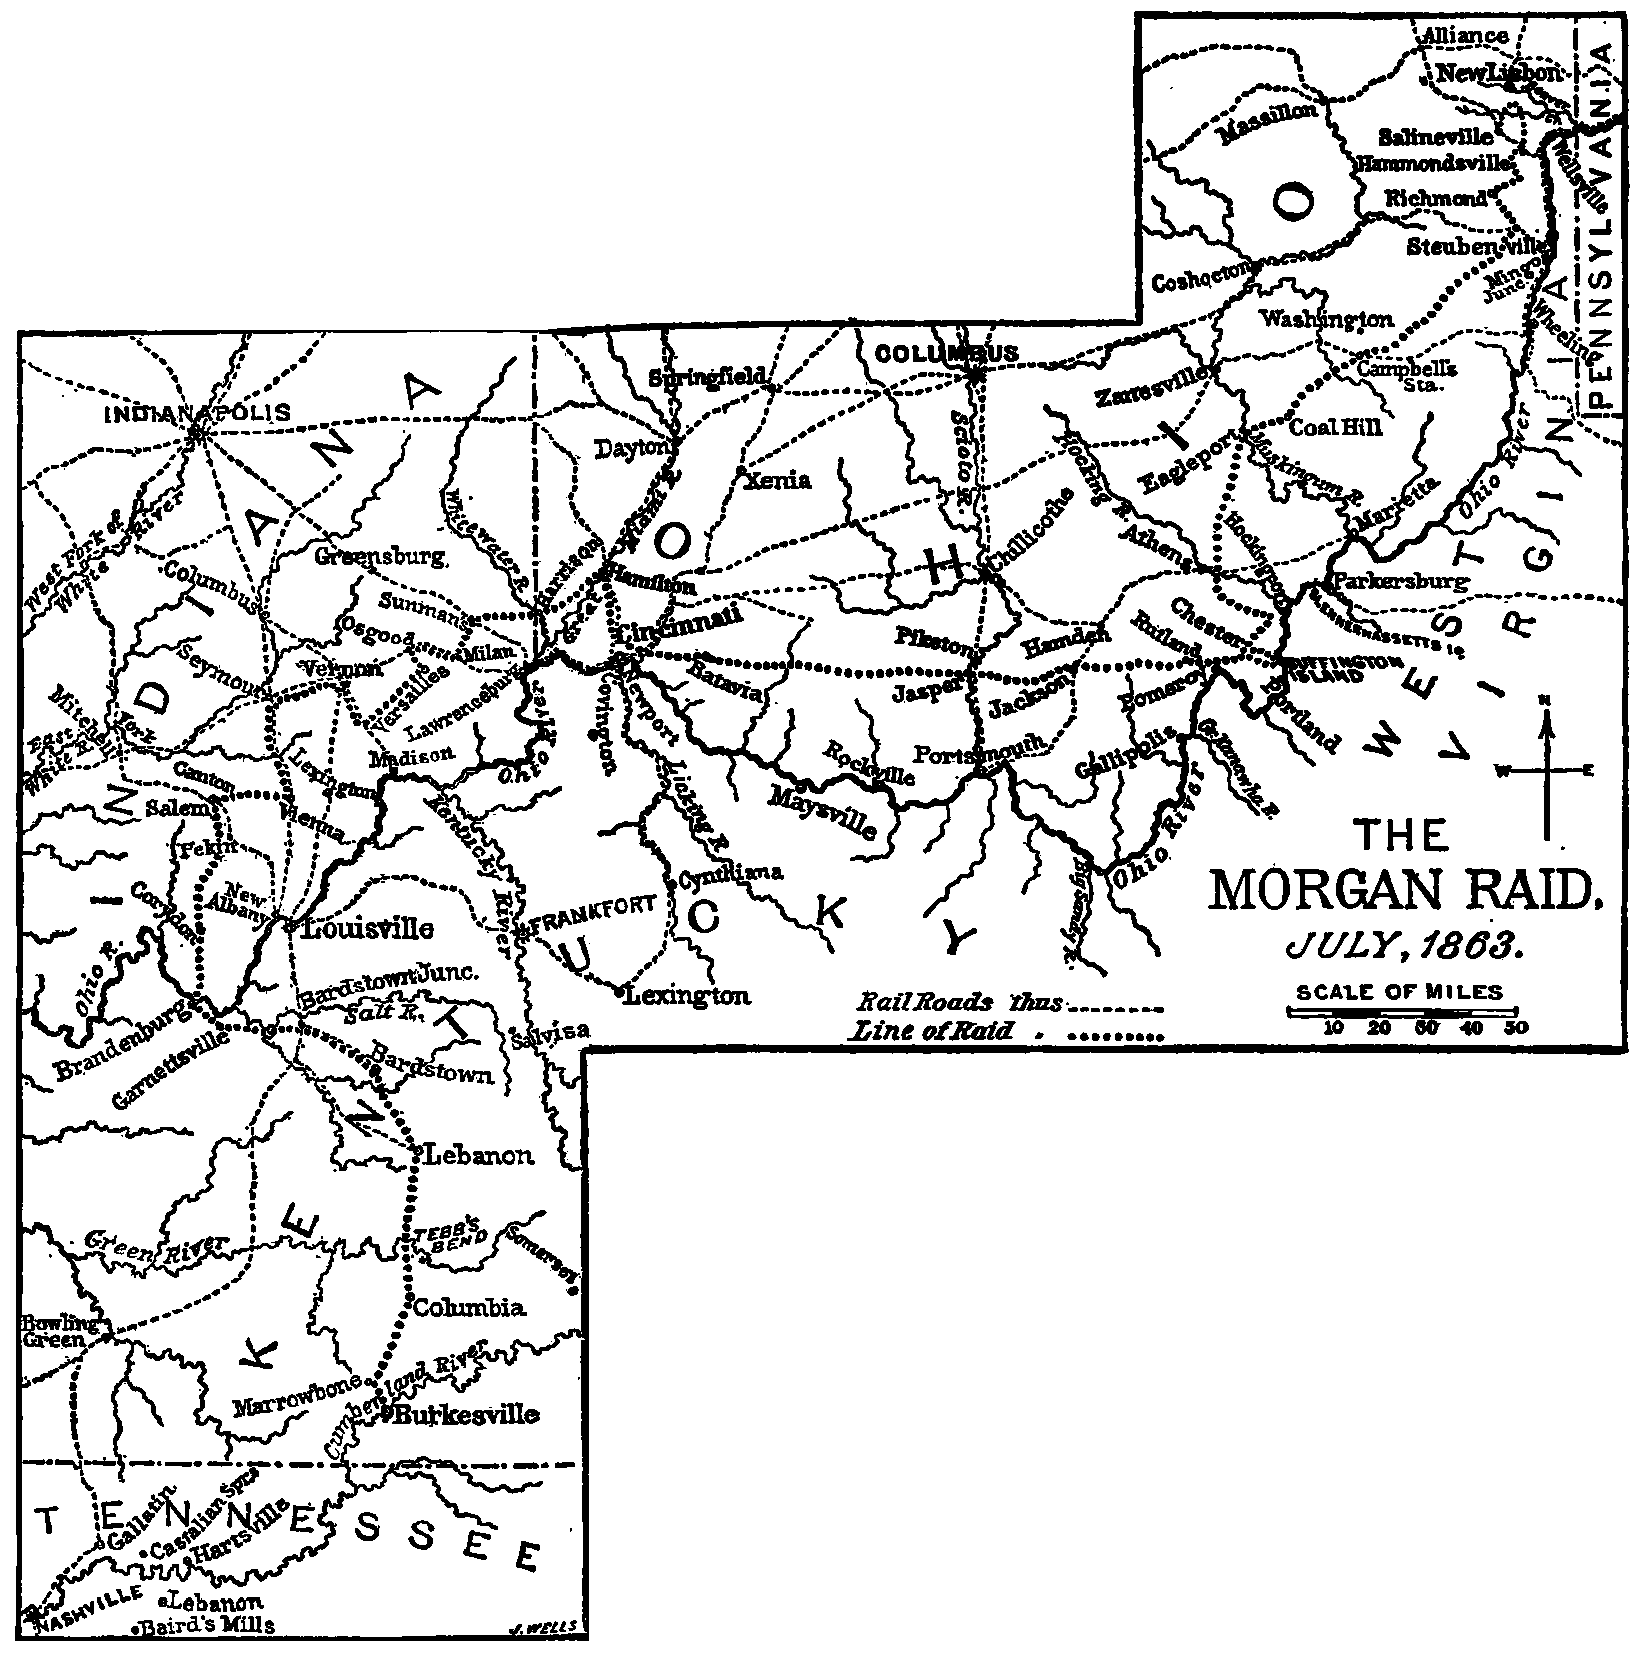 Alliance
New Lisbon
Massillon
Salineville
Hammondsville
Wellsville
Richmond
Steubenville
Mingo
Junc.
Coshocton
Washington
Wheeling
PENNSYLVANIA
COLUMBUS
Springfield
Zanesville
Campbell's
Sta.
INDIANAPOLIS
INDIANA
OHIO
Dayton
Xenia
Scioto R.
Hocking R.
Eagleport
Coal Hill
Muskingum R.
Marietta
Ohio River
West Fork of
White River
Whitewater R.
Miami R.
Greensburg
Harrison
Hamilton
Chillicothe
Athens
Hockingport
Parkersburg
BLENNERHASSETTS IS.
Columbus
Sunman
Osgood
Milan
Cincinnati
Piketon
Hamden
Rutland
Chester
BUFFINGTON
ISLAND
WEST
VIRGINIA
Seymour
Vernon
Versailles
Lawrenceburg
Covington
Newport
Batavia
Jasper
Jackson
Pomeroy
Portland
Mitchell
York
East
White R.
Madison
Ohio
Rockville
Portsmouth
Gallipolis
Gt. Kanawha R.
Canton
Lexington
Salem
Vienna
Kentucky River
Licking R.
Maysville
Ohio River
N
W
E
THE
MORGAN RAID.
JULY, 1863.
Pekin
Corydon
New
Albany
Louisville
FRANKFORT
Cynthiana
Big Sandy R.
Ohio R.
Bardstown Junc.
Salt R.
Lexington
Rail Roads thus
Line of Raid
SCALE OF MILES
10 20 30 40 50
Brandenburg
Garnettsville
Bardstown
Salvisa
KENTUCKY
Lebanon
Green River
TEBB'S
BEND
Somerset
Columbia
Bowling
Green
Marrowbone
Cumberland River
Burkesville
TENNESSEE
Gallatin
Castalian Spgs
Hartsville
NASHVILLE
Lebanon
Baird's Mills
J. WELLS